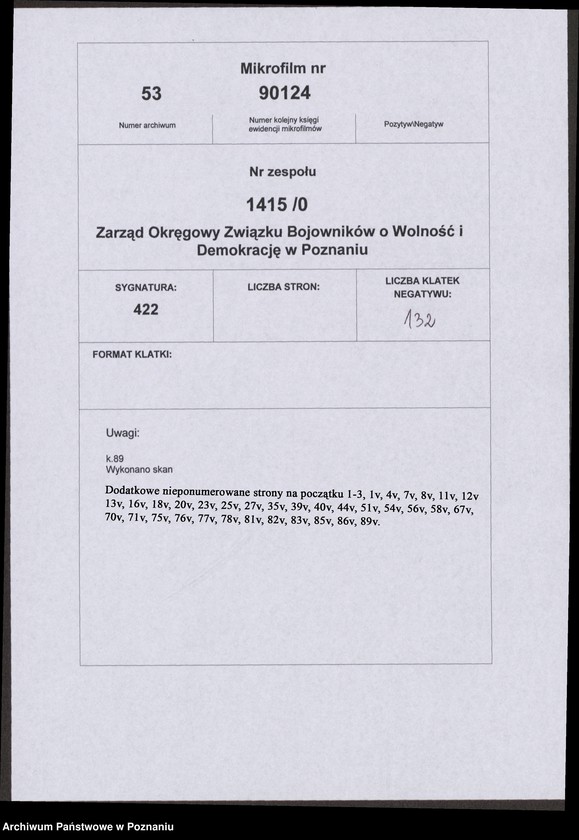 Mikrofilm nr
53
90124
Numer archiwum
Numer kolejny księgi
ewidencji mikrofilmów
Pozytyw\Negatyw
Nr zespołu
1415 /0
Zarząd Okręgowy Związku Bojowników o Wolność i
Demokrację w Poznaniu
SYGNATURA:
422
LICZBA STRON:
LICZBA KLATEK
NEGATYWU:
132
FORMAT KLATKI:
Uwagi:
k.89
Wykonano skan
Dodatkowe nieponumerowane strony na początku 1-3, 1v, 4v, 7v, 8v, 11v, 12v
13v, 16v, 18v, 20v, 23v, 25v, 27v, 35v, 39v, 40v, 44v, 51v, 54v, 56v, 58v, 67v,
70v, 71v, 75v, 76v, 77v, 78v, 81v, 82v, 83v, 85v, 86v, 89v.
Archiwum Państwowe w Poznaniu